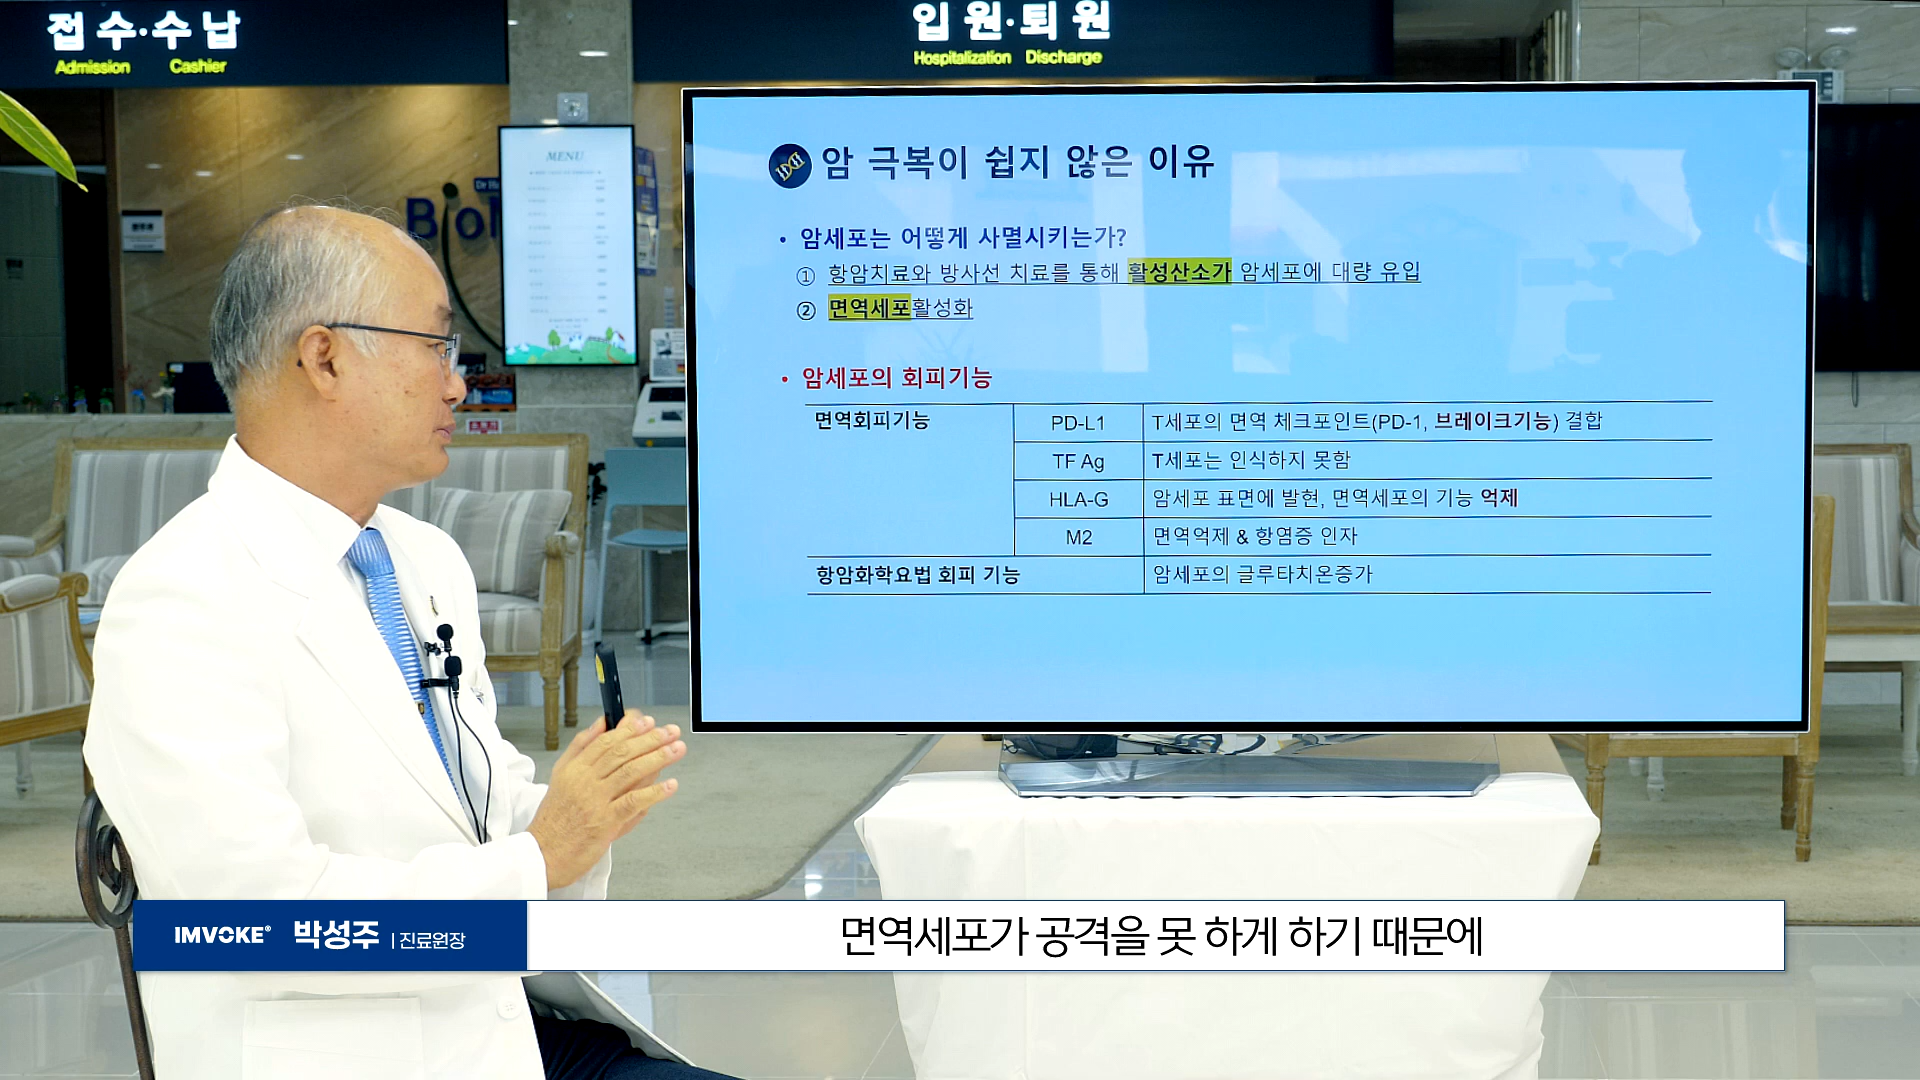 접수·수납
Admission Cashier
입원·퇴원
Hospitalization Discharge
MENU
암 극복이 쉽지 않은 이유
• 암세포는 어떻게 사멸시키는가?
① 항암치료와 방사선 치료를 통해 활성산소가 암세포에 대량 유입
② 면역세포활성화
• 암세포의 회피기능
면역회피기능 PD-L1 T세포의 면역 체크포인트(PD-1, 브레이크기능) 결합
TF Ag T세포는 인식하지 못함
HLA-G 암세포 표면에 발현, 면역세포의 기능 억제
M2 면역억제 & 항염증 인자
항암화학요법 회피 기능 암세포의 글루타치온증가
IMVOKE® 박성주 | 진료원장
면역세포가 공격을 못 하게 하기 때문에